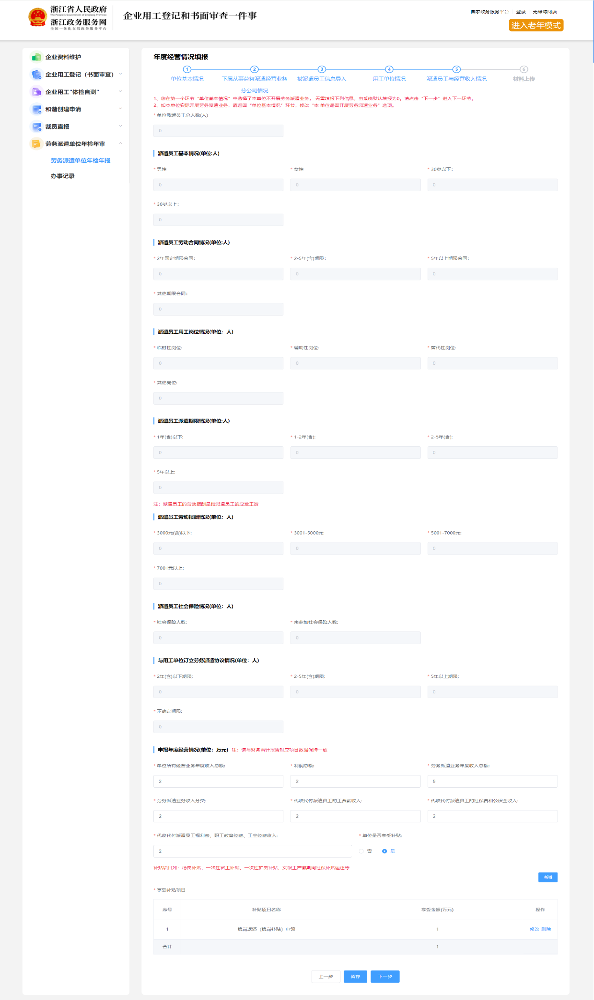 浙江省人民政府
The People's Government of Zhejiang Province
浙江政务服务网
全国一体化在线政务服务平台
企业用工登记和书面审查一件事
国家政务服务平台 登录 无障碍阅读
进入老年模式
企业资料维护
企业用工登记（书面审查）
企业用工"体检自测"
和谐创建申请
裁员直报
劳务派遣单位年检年审
劳务派遣单位年检年报
办事记录
年度经营情况填报
1 2 3 4 5 6
单位基本情况 下属从事劳务派遣经营业务 被派遣员工信息导入 用工单位情况 派遣员工与经营收入情况 材料上传
分公司情况
1、您在第一个环节“单位基本情况”中选择了本单位不开展劳务派遣业务， 无需填报下列信息，由系统默认填报为0。请点击“下一步”进入下一环节。
2、如本单位实际开展劳务派遣业务，请返回“单位基本情况”环节，修改“本 单位是否开展劳务派遣业务”选项。
* 单位派遣员工总人数(人)
0
派遣员工基本情况(单位:人)
* 男性 * 女性 * 30岁以下：
0 0 0
* 30岁以上：
0
派遣员工劳动合同情况(单位:人)
* 2年固定期限合同： * 2-5年(含)期限： * 5年以上期限合同：
0 0 0
* 其他期限合同：
0
派遣员工用工岗位情况(单位：人)
* 临时性岗位: * 辅助性岗位: * 替代性岗位:
0 0 0
* 其他岗位:
0
派遣员工派遣期限情况(单位:人)
* 1年(含)以下: * 1-2年(含): * 2-5年(含):
0 0 0
* 5年以上:
0
注：派遣员工的劳动报酬是指派遣员工的应发工资
派遣员工劳动报酬情况(单位：人)
* 3000元(含)以下: * 3001-5000元: * 5001-7000元:
0 0 0
* 7001元以上:
0
派遣员工社会保险情况(单位：人)
* 社会保险人数: * 未参加社会保险人数:
0 0
与用工单位订立劳务派遣协议情况(单位：人)
* 2年(含)以下期限: * 2-5年(含)期限: * 5年以上期限:
0 0 0
* 不确定期限:
0
申报年度经营情况(单位：万元) 注：请与财务审计报告对应项目数据保持一致
* 单位所有经营业务年度收入总额: * 利润总额: * 劳务派遣业务年度收入总额:
2 2 8
* 劳务派遣业务收入分类: * 代收代付派遣员工的工资薪收入: * 代收代付派遣员工的社保费和公积金收入:
2 2 2
* 代收代付派遣员工福利费、职工教育经费、工会经费收入: * 单位是否享受补贴:
2 否 是
补贴项目如：稳岗补贴、一次性留工补贴、一次性扩岗补贴、女职工产假期间社保补贴返还等
新增
* 享受补贴项目
序号 补贴项目名称 享受金额(万元) 操作
1 稳岗返还（稳岗补贴）申领 1 修改 删除
合计 1
上一步 暂存 下一步